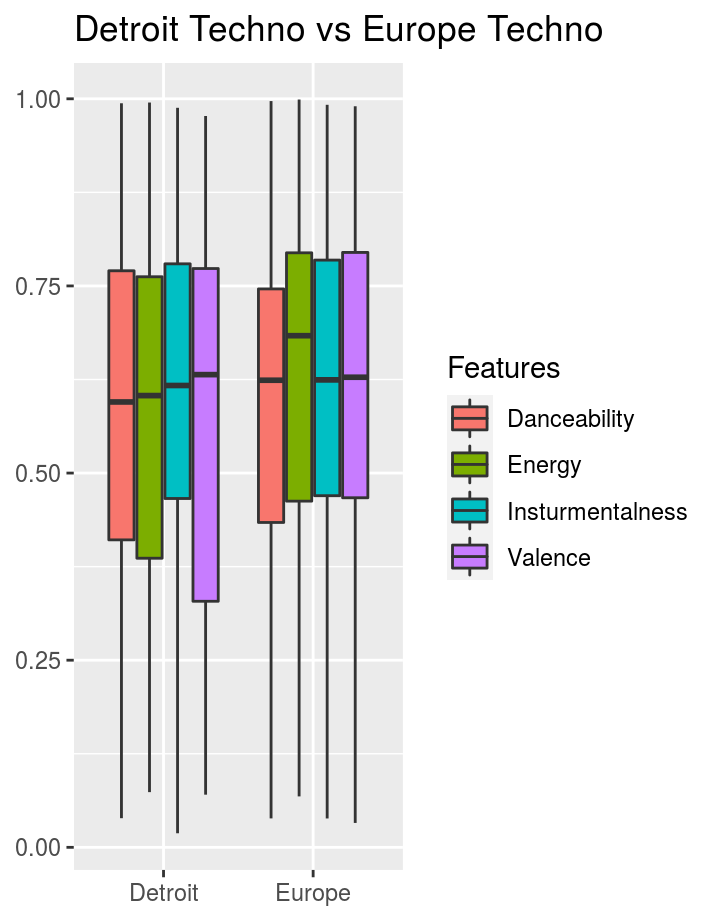 Detroit Techno vs Europe Techno
1.00
0.75
0.50
0.25
0.00
Detroit Europe
Features
Danceability
Energy
Insturmentalness
Valence